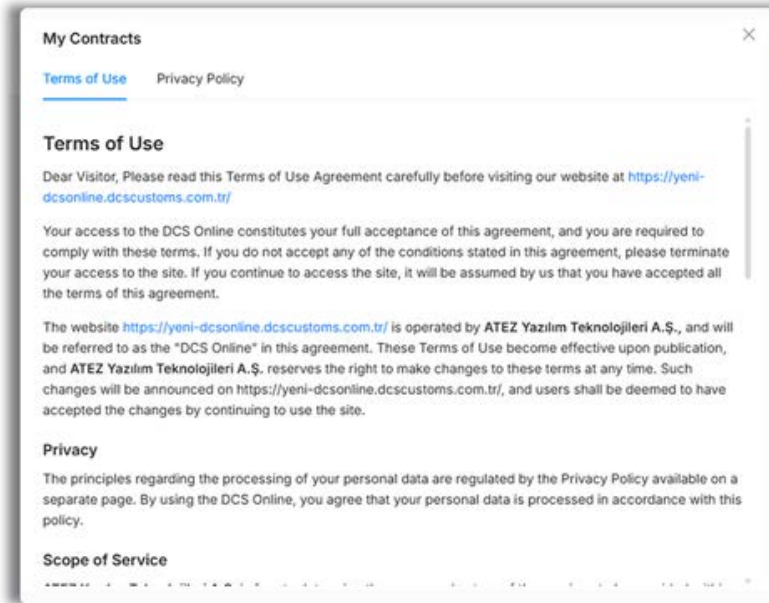 My Contracts
Terms of Use Privacy Policy
Terms of Use
Dear Visitor, Please read this Terms of Use Agreement carefully before visiting our website at https://yeni-
dcsonline.dcscustoms.com.tr/
Your access to the DCS Online constitutes your full acceptance of this agreement, and you are required to
comply with these terms. If you do not accept any of the conditions stated in this agreement, please terminate
your access to the site. If you continue to access the site, it will be assumed by us that you have accepted all
the terms of this agreement.
The website https://yeni-dcsonline.dcscustoms.com.tr/ is operated by ATEZ Yazılım Teknolojileri A.Ş., and will
be referred to as the "DCS Online" in this agreement. These Terms of Use become effective upon publication,
and ATEZ Yazılım Teknolojileri A.Ş. reserves the right to make changes to these terms at any time. Such
changes will be announced on https://yeni-dcsonline.dcscustoms.com.tr/, and users shall be deemed to have
accepted the changes by continuing to use the site.
Privacy
The principles regarding the processing of your personal data are regulated by the Privacy Policy available on a
separate page. By using the DCS Online, you agree that your personal data is processed in accordance with this
policy.
Scope of Service